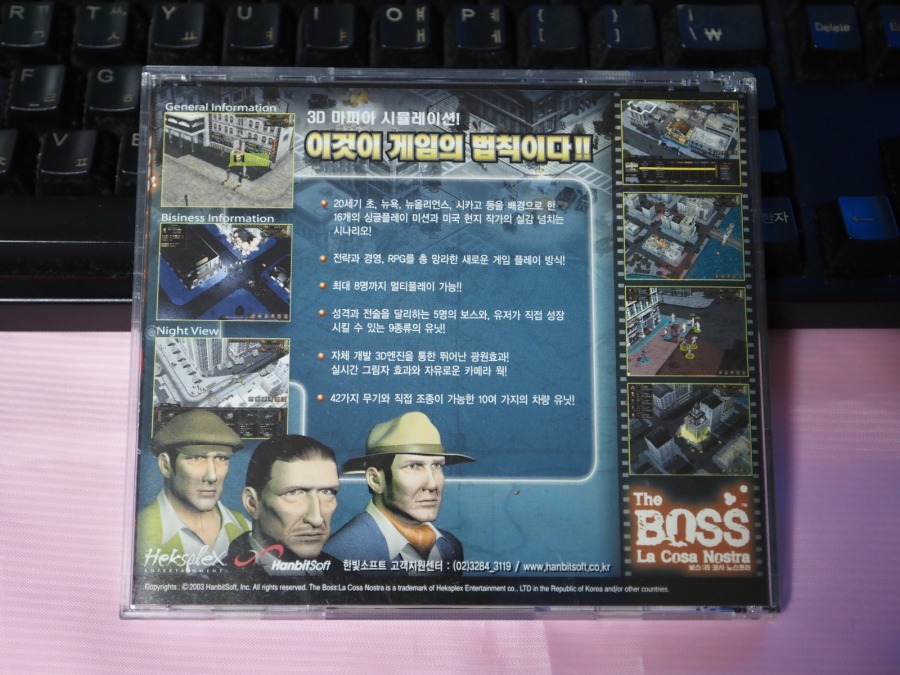 R T Y U I O P { } |
ㄱ ㅅ ㅛ ㅕ ㅑ ㅐ ㅔ [ ] \ ₩
Delete
F G
ㄹ
V B
한자
←
General Information
Bisiness Information
Night View
3D 마피아 시뮬레이션!
이것이 게임의 법칙이다!!
20세기 초, 뉴욕, 뉴올리언스, 시카고 등을 배경으로 한
16개의 싱글플레이 미션과 미국 현지 작가의 실감 넘치는
시나리오!
전략과 경영, RPG를 총 망라한 새로운 게임 플레이 방식!
최대 8명까지 멀티플레이 가능!!
성격과 전술을 달리하는 5명의 보스와, 유저가 직접 성장
시킬 수 있는 9종류의 유닛!
자체 개발 3D엔진을 통한 뛰어난 광원효과!
실시간 그림자 효과와 자유로운 카메라 웍!
42가지 무기와 직접 조종이 가능한 10여 가지의 차량 유닛!
The
BOSS
La Cosa Nostra
보스:라 코사 노스트라
Heksplex
ENTERTAINMENT
HanbitSoft 한빛소프트 고객지원센터 : (02)3284_3119 / www.hanbitsoft.co.kr
Copyrights : ©2003 HanbitSoft, Inc. All rights reserved. The Boss:La Cosa Nostra is a trademark of Heksplex Entertainment co., LTD in the Republic of Korea and/or other countries.